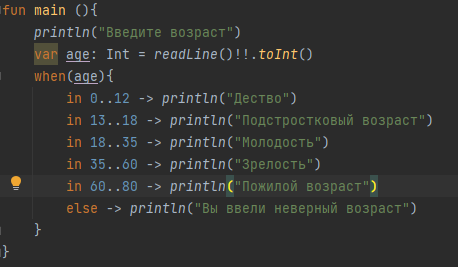 fun main (){
println("Введите возраст")
var age: Int = readLine()!!.toInt()
when(age){
in 0..12 -> println("Дество")
in 13..18 -> println("Подстростковый возраст")
in 18..35 -> println("Молодость")
in 35..60 -> println("Зрелость")
in 60..80 -> println("Пожилой возраст")
else -> println("Вы ввели неверный возраст")
}
}